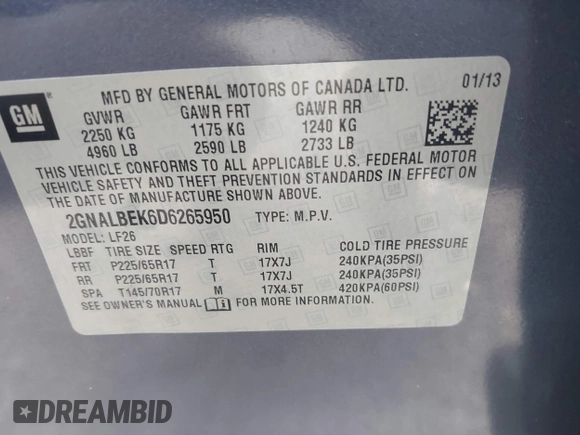 GM
MFD BY GENERAL MOTORS OF CANADA LTD. 01/13
GVWR GAWR FRT GAWR RR
2250 KG 1175 KG 1240 KG
4960 LB 2590 LB 2733 LB
THIS VEHICLE CONFORMS TO ALL APPLICABLE U.S. FEDERAL MOTOR
VEHICLE SAFETY AND THEFT PREVENTION STANDARDS IN EFFECT ON
THE DATE OF MANUFACTURE SHOWN ABOVE.
2GNALBEK6D6265950 TYPE: M.P.V.
MODEL: LF26
LBBF TIRE SIZE SPEED RTG RIM COLD TIRE PRESSURE
FRT P225/65R17 T 17X7J 240KPA(35PSI)
RR P225/65R17 T 17X7J 240KPA(35PSI)
SPA T145/70R17 M 17X4.5T 420KPA(60PSI)
SEE OWNER'S MANUAL FOR MORE INFORMATION.
DREAMBID